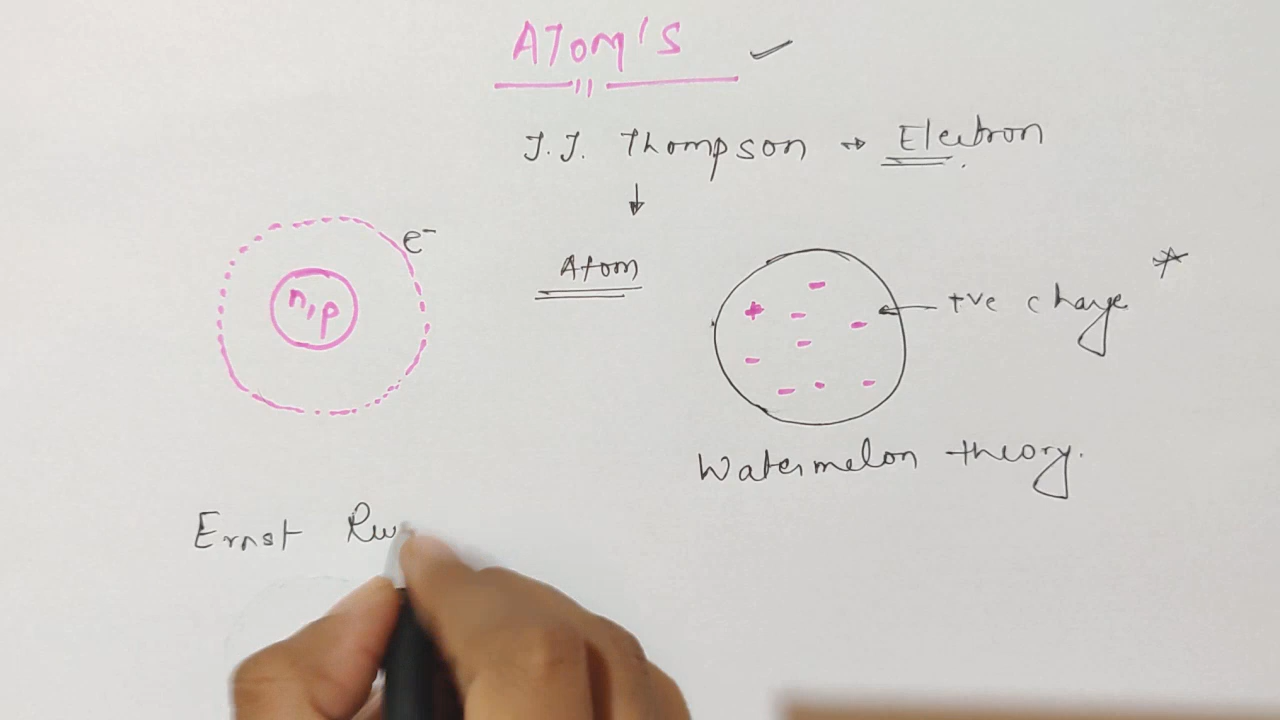 ATom's
J.J. Thompson → Electron
e⁻
Atom
n,p
+ve charge
Watermelon theory.
Ernst